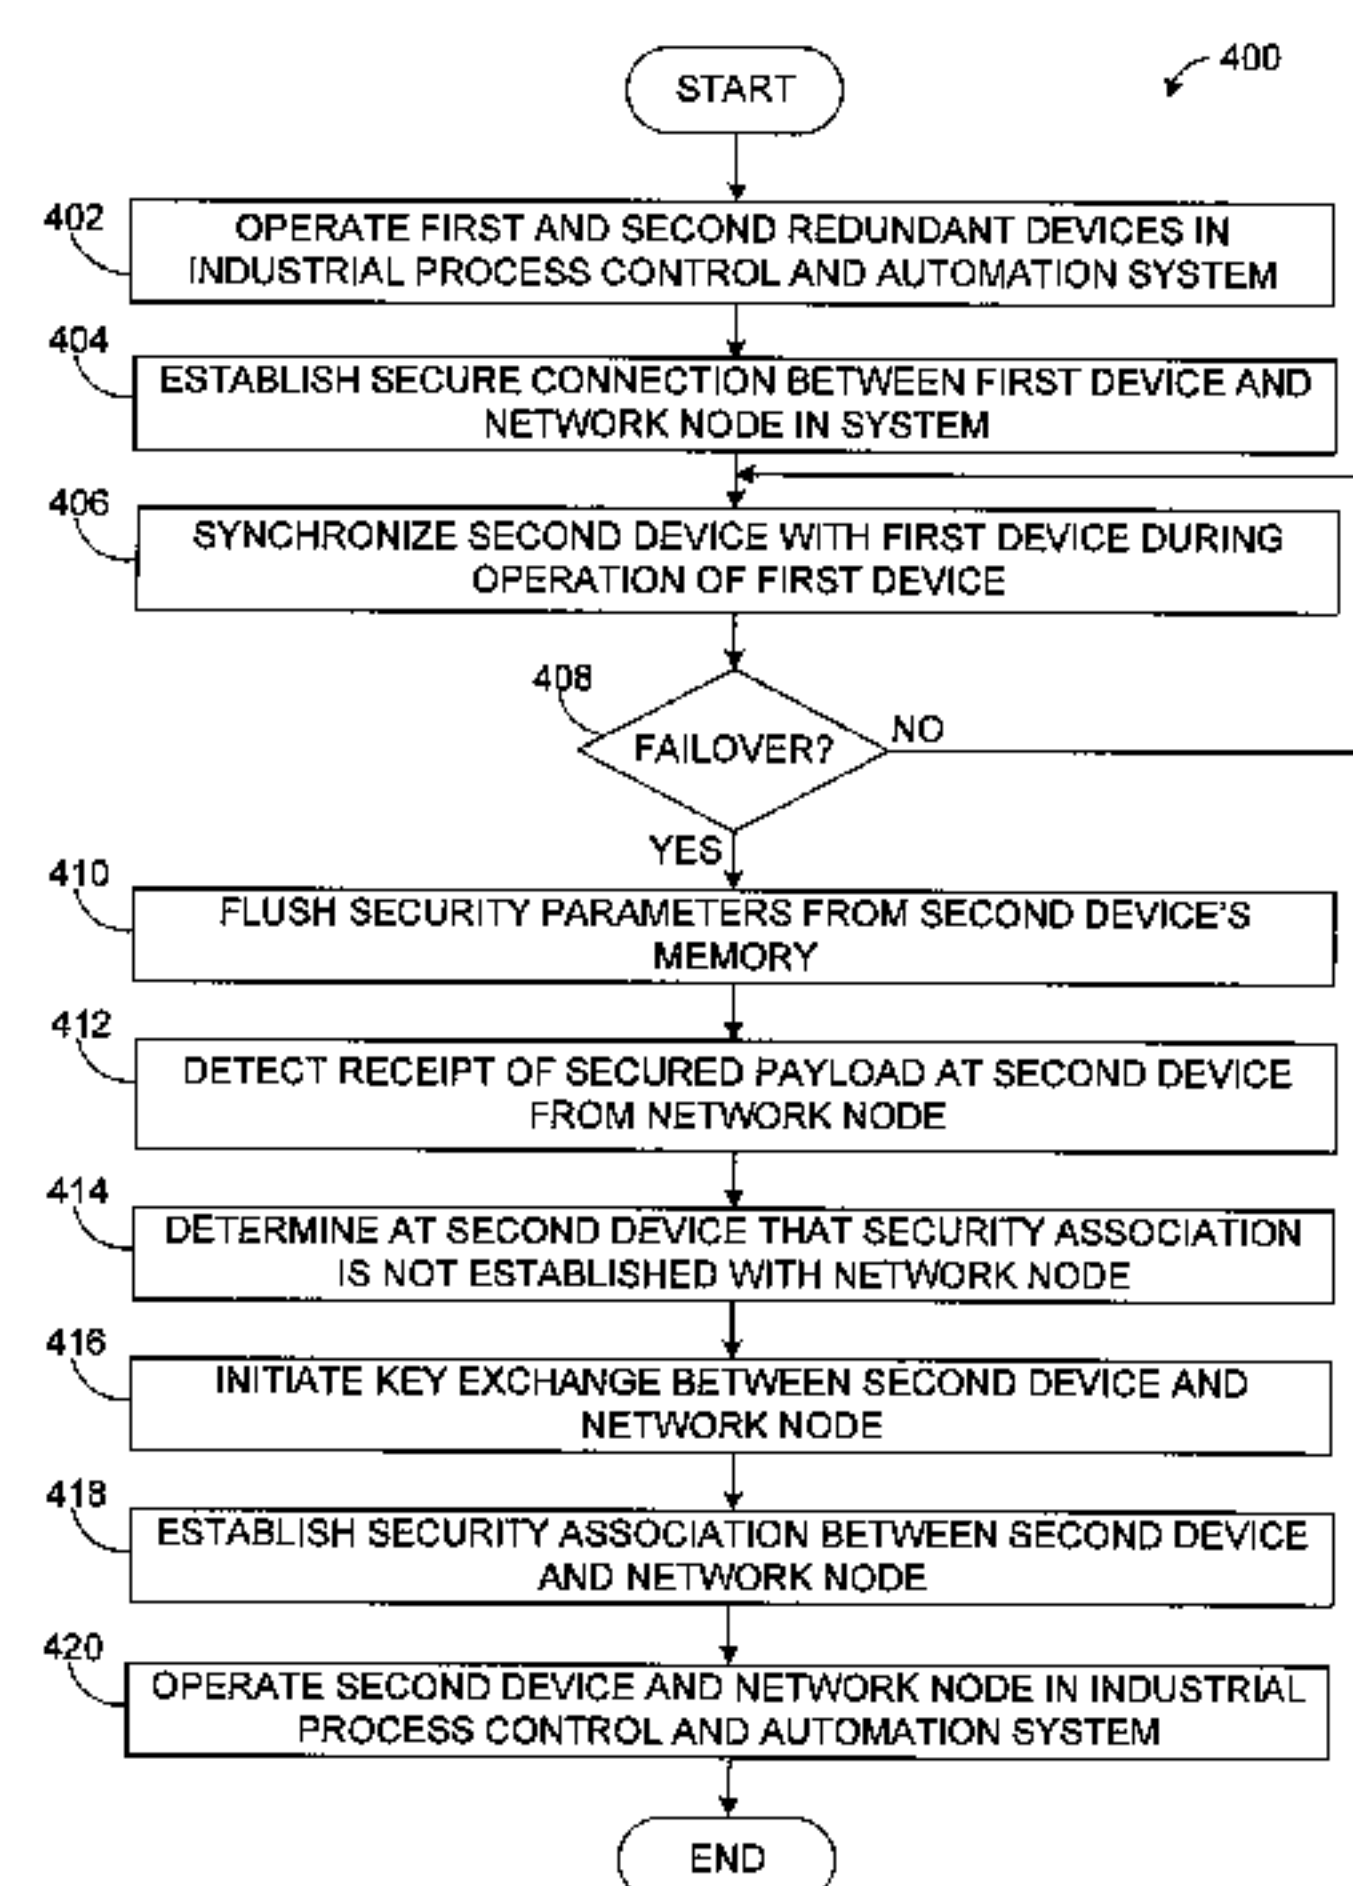 400
START
402
OPERATE FIRST AND SECOND REDUNDANT DEVICES IN
INDUSTRIAL PROCESS CONTROL AND AUTOMATION SYSTEM
404
ESTABLISH SECURE CONNECTION BETWEEN FIRST DEVICE AND
NETWORK NODE IN SYSTEM
406
SYNCHRONIZE SECOND DEVICE WITH FIRST DEVICE DURING
OPERATION OF FIRST DEVICE
408
FAILOVER?
NO
YES
410
FLUSH SECURITY PARAMETERS FROM SECOND DEVICE'S
MEMORY
412
DETECT RECEIPT OF SECURED PAYLOAD AT SECOND DEVICE
FROM NETWORK NODE
414
DETERMINE AT SECOND DEVICE THAT SECURITY ASSOCIATION
IS NOT ESTABLISHED WITH NETWORK NODE
416
INITIATE KEY EXCHANGE BETWEEN SECOND DEVICE AND
NETWORK NODE
418
ESTABLISH SECURITY ASSOCIATION BETWEEN SECOND DEVICE
AND NETWORK NODE
420
OPERATE SECOND DEVICE AND NETWORK NODE IN INDUSTRIAL
PROCESS CONTROL AND AUTOMATION SYSTEM
END